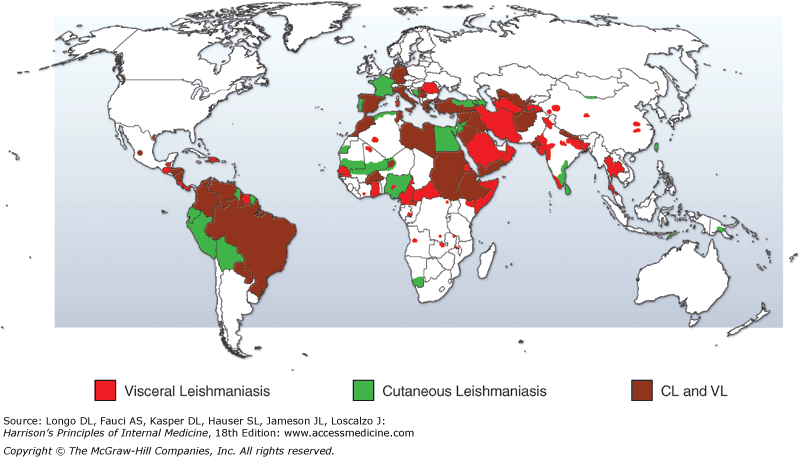 Visceral Leishmaniasis
Cutaneous Leishmaniasis
CL and VL
Source: Longo DL, Fauci AS, Kasper DL, Hauser SL, Jameson JL, Loscalzo J:
Harrison's Principles of Internal Medicine, 18th Edition: www.accessmedicine.com
Copyright © The McGraw-Hill Companies, Inc. All rights reserved.